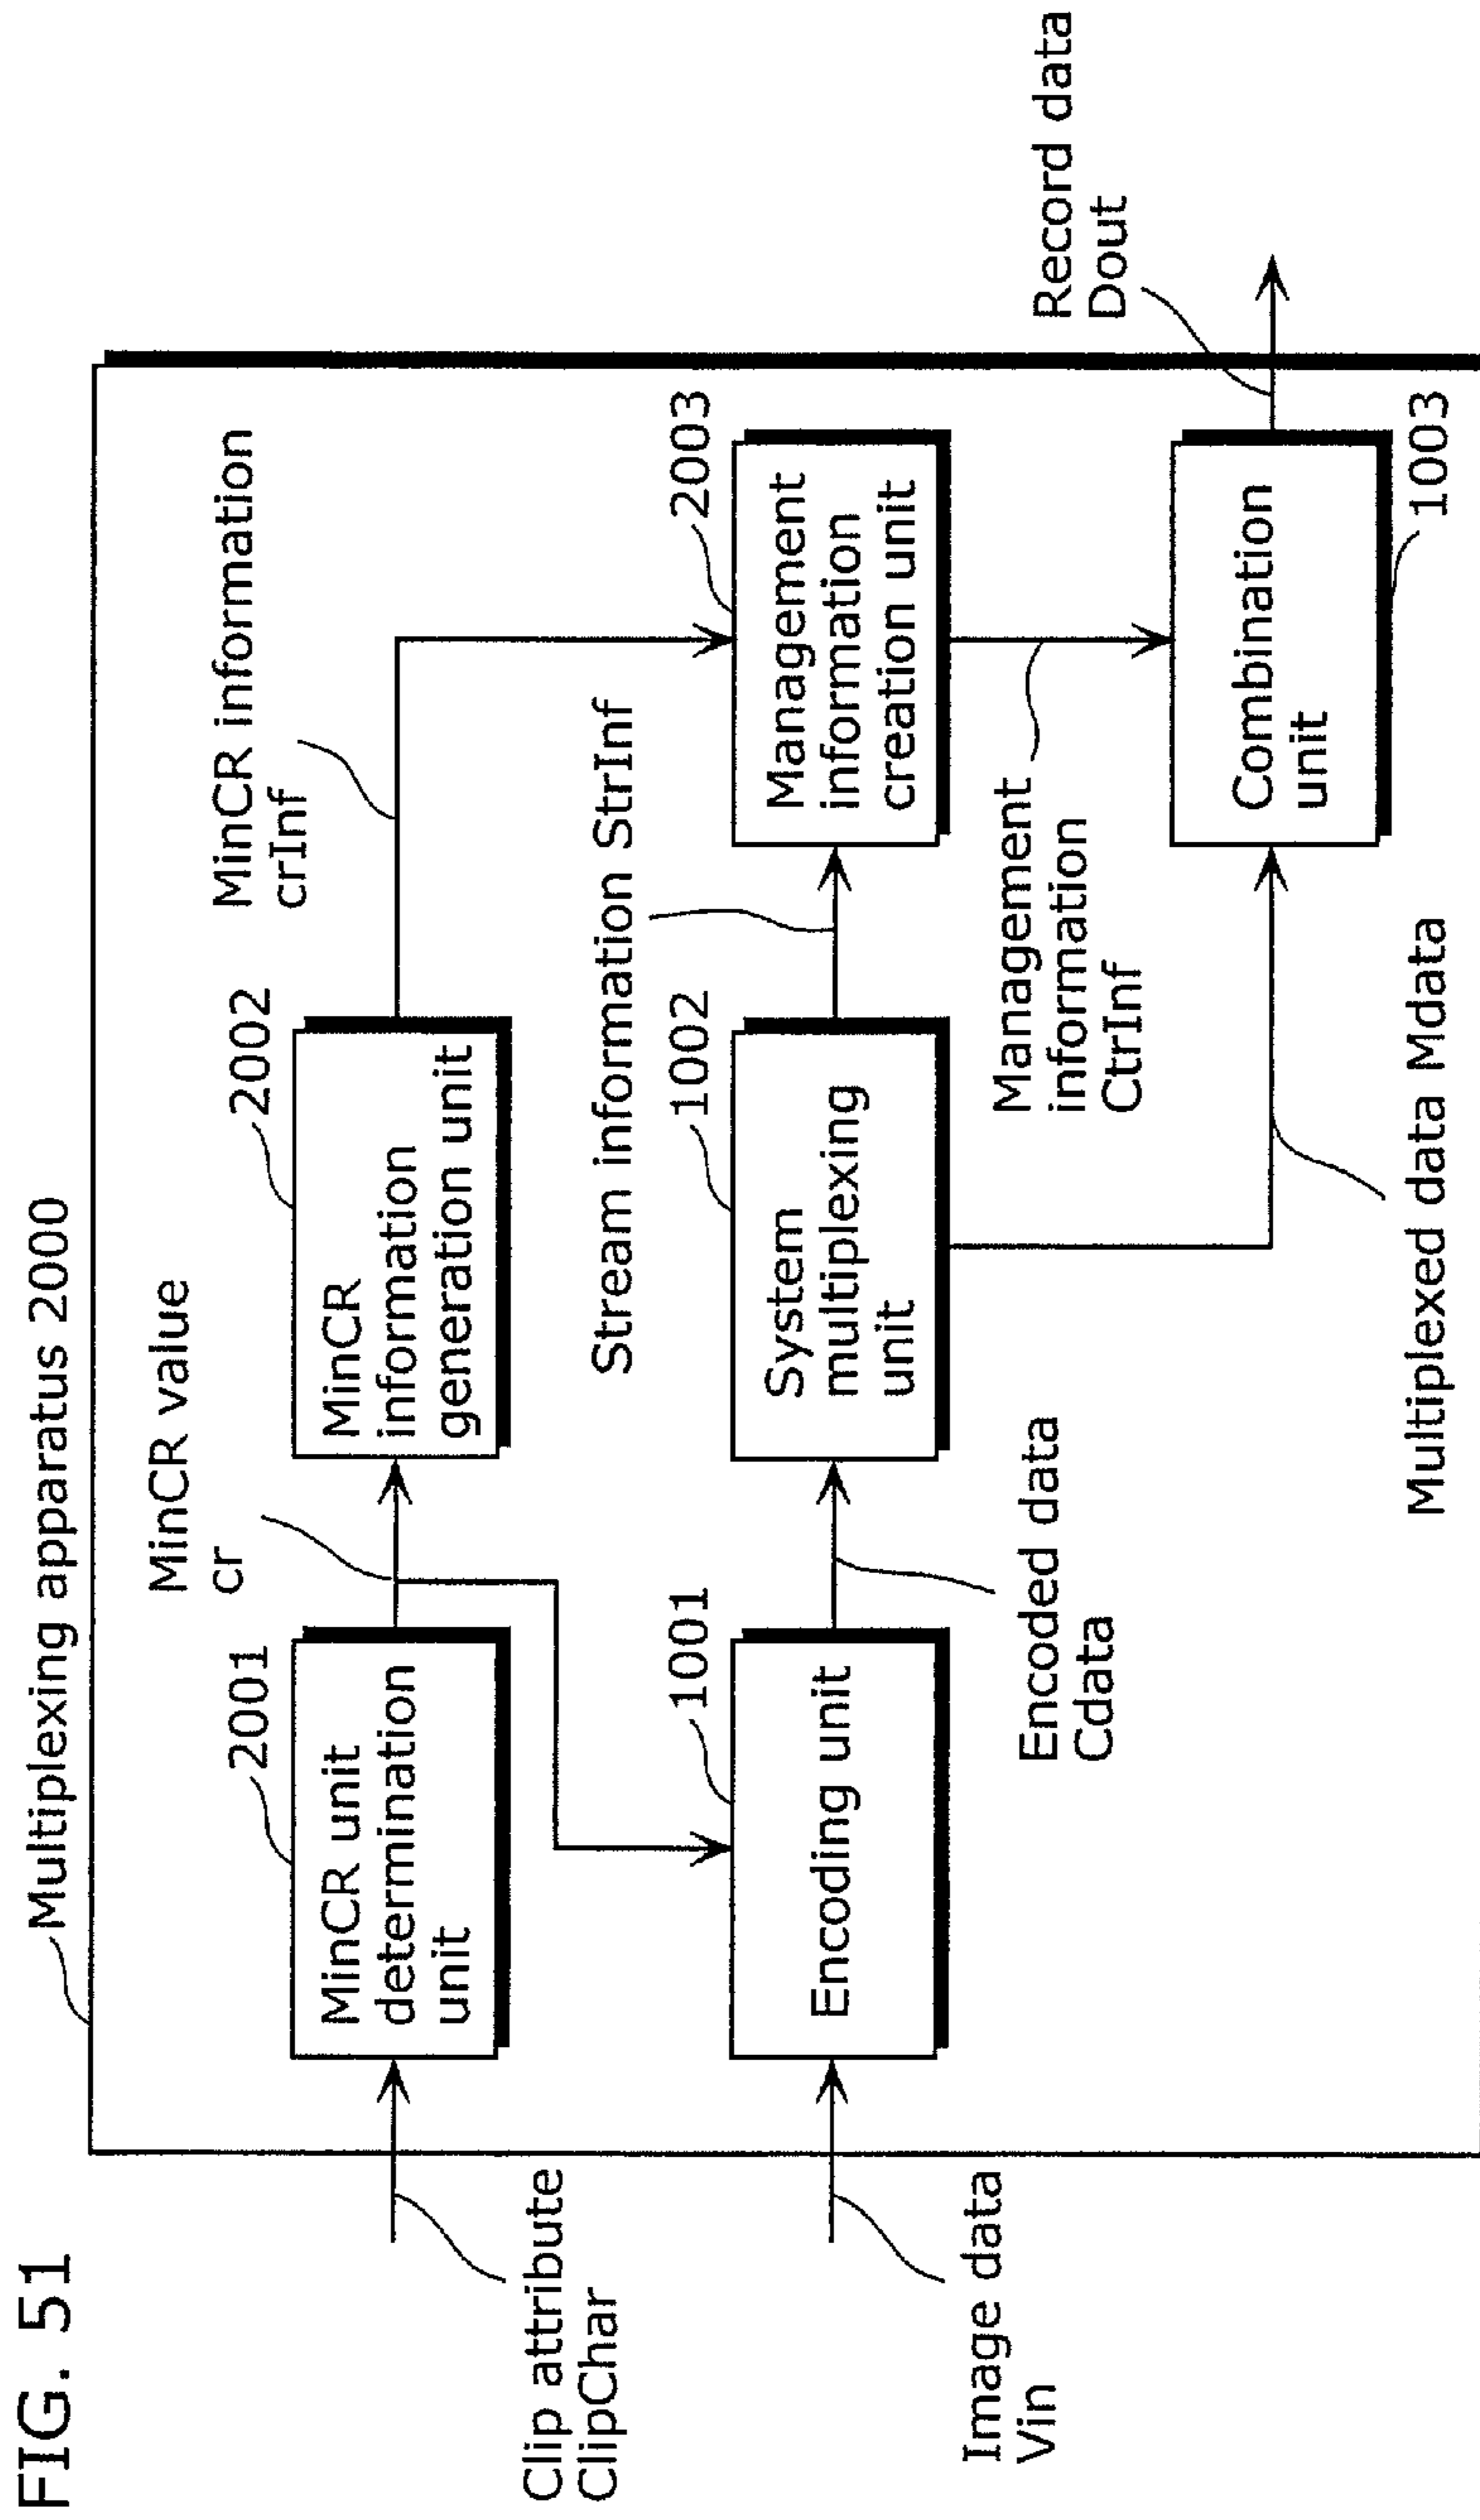 FIG. 51
Multiplexing apparatus 2000
MinCR value
cr
MinCR information
crInf
2001
2002
MinCR unit
determination
unit
MinCR
information
generation unit
Clip attribute
ClipChar
Stream information StrInf
1001
1002
2003
Encoding unit
System
multiplexing
unit
Management
information
creation unit
Image data
Vin
Encoded data
Cdata
Management
information
CtrlInf
Record data
Dout
Combination
unit
1003
Multiplexed data Mdata